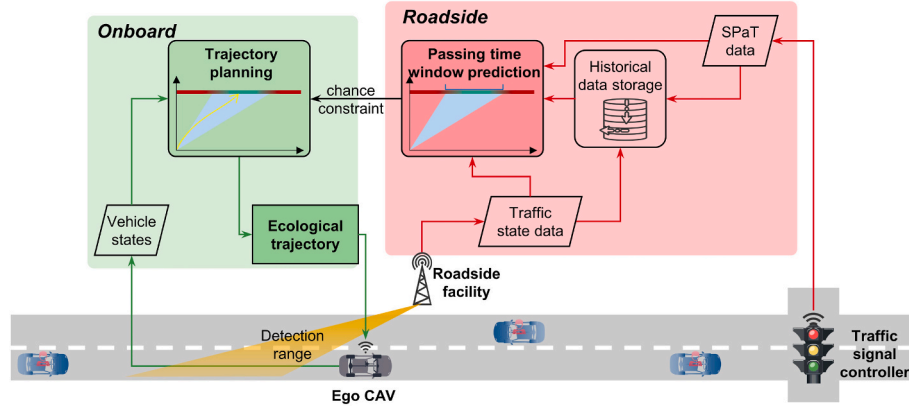 Onboard
Roadside
Trajectory
planning
chance
constraint
Passing time
window prediction
Historical
data storage
SPaT
data
Vehicle
states
Ecological
trajectory
Traffic
state data
Roadside
facility
Detection
range
Ego CAV
Traffic
signal
controller